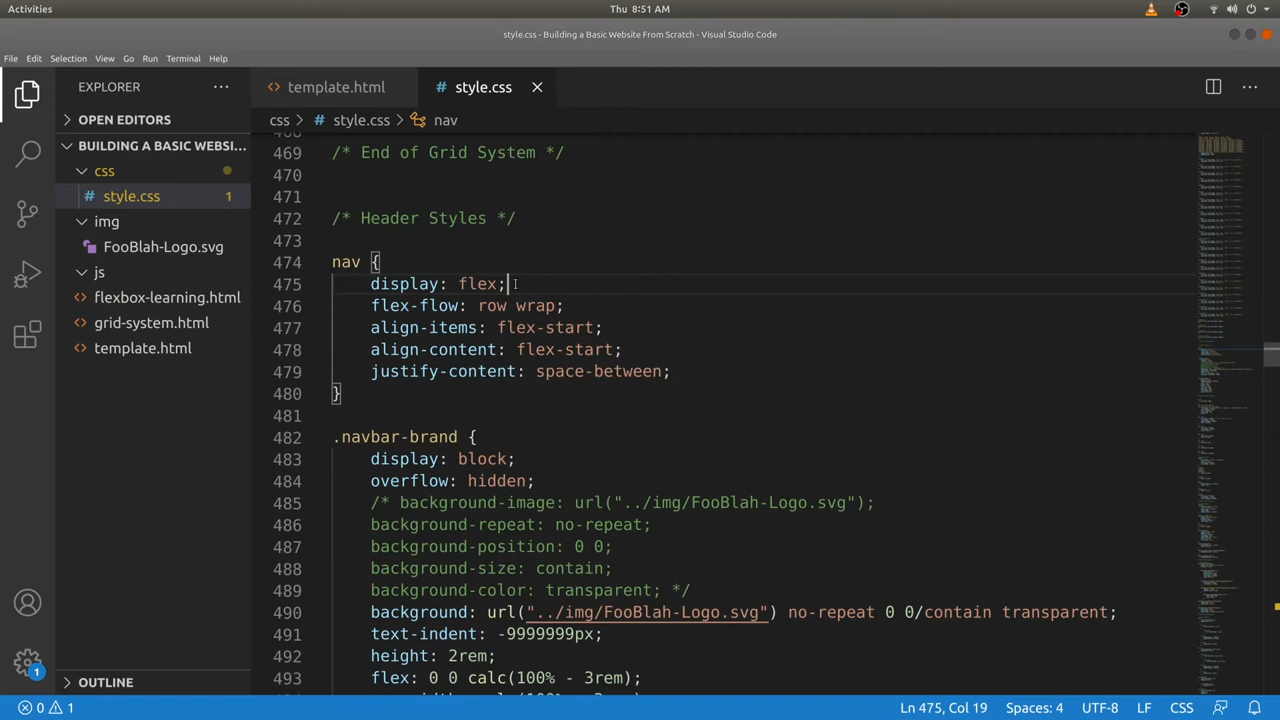 Activities
Thu 8:51 AM
style.css - Building a Basic Website From Scratch - Visual Studio Code
File Edit Selection View Go Run Terminal Help
EXPLORER
OPEN EDITORS
BUILDING A BASIC WEBSI...
css
style.css 1
img
FooBlah-Logo.svg
js
flexbox-learning.html
grid-system.html
template.html
OUTLINE
template.html
style.css
css > style.css > nav
468
469 /* End of Grid System */
470
471
472 /* Header Styles */
473
474 nav {
475 display: flex;
476 flex-flow: row wrap;
477 align-items: flex-start;
478 align-content: flex-start;
479 justify-content: space-between;
480 }
481
482 .navbar-brand {
483 display: block;
484 overflow: hidden;
485 /* background-image: url("../img/FooBlah-Logo.svg");
486 background-repeat: no-repeat;
487 background-position: 0 0;
488 background-size: contain;
489 transparent; */
490 background: url("../img/FooBlah-Logo.svg") no-repeat 0 0/contain transparent;
491 text-indent:
492 height: 2rem
493 flex: 0 calc(100% - 3rem);
1
0 1
Ln 475, Col 19
Spaces: 4
UTF-8
LF
CSS